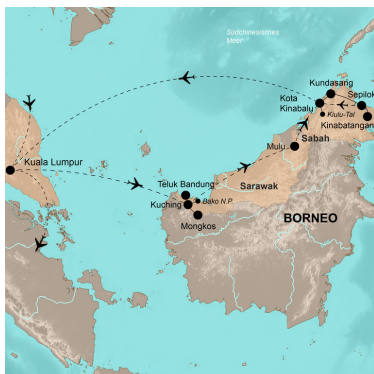 Südchinesisches
Meer
Kundasang
Kota
Kinabalu
Sepilok
Kiulu-Tal
Kinabatangan
Sabah
Mulu
Kuala Lumpur
Teluk Bandung
Sarawak
Kuching
Bako N.P.
BORNEO
Mongkos